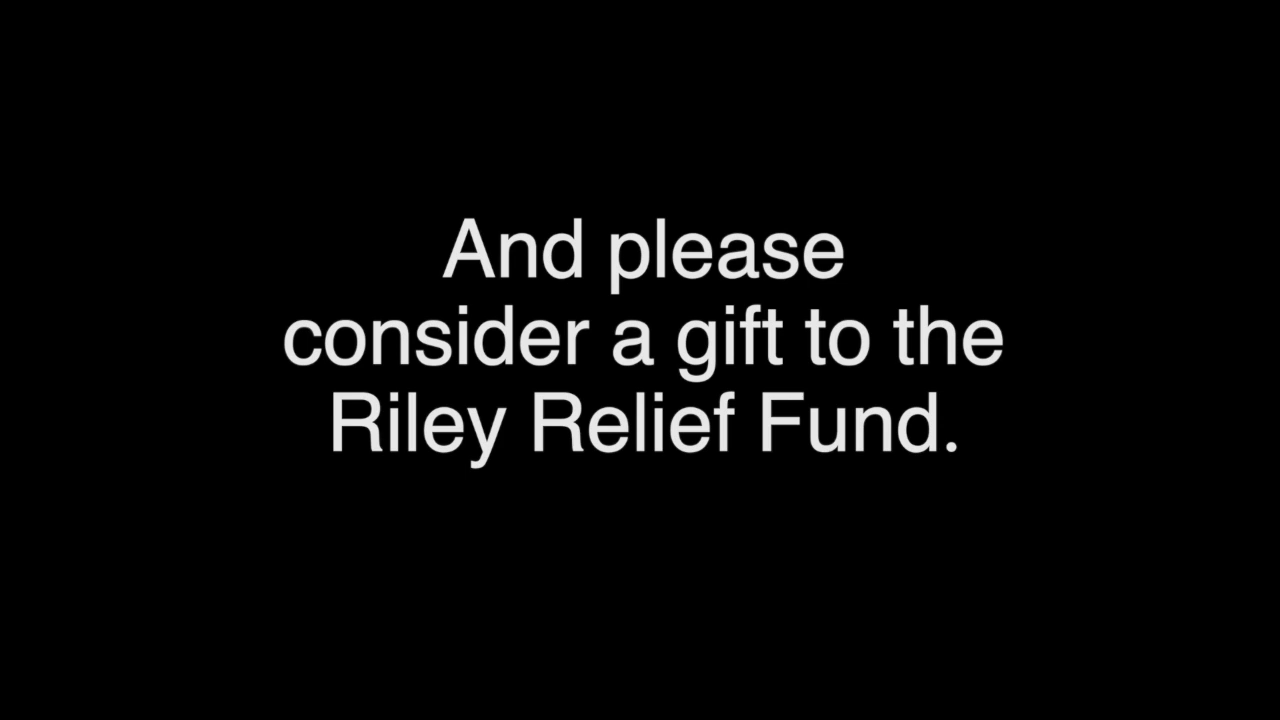 And please
consider a gift to the
Riley Relief Fund.